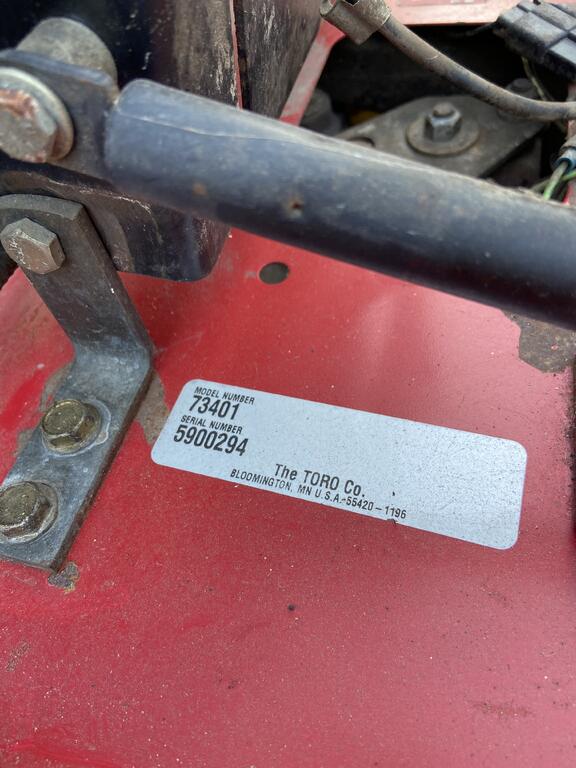 MODEL NUMBER
73401
SERIAL NUMBER
5900294
The TORO Co.
BLOOMINGTON, MN U.S.A.-55420-1196